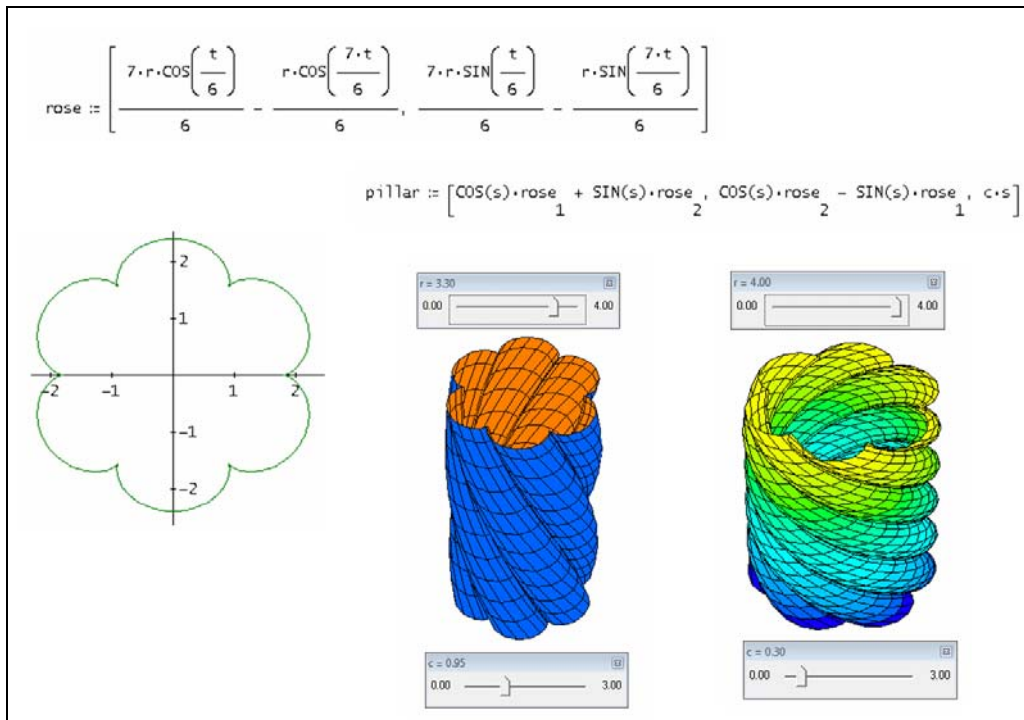 rose := [7·r·COS(t/6)/6 - r·COS(7·t/6)/6, 7·r·SIN(t/6)/6 - r·SIN(7·t/6)/6]
pillar := [COS(s)·rose₁ + SIN(s)·rose₂, COS(s)·rose₂ - SIN(s)·rose₁, c·s]
2
1
-2 -1 1 2
-1
-2
r = 3.30
0.00 4.00
r = 4.00
0.00 4.00
c = 0.95
0.00 3.00
c = 0.30
0.00 3.00